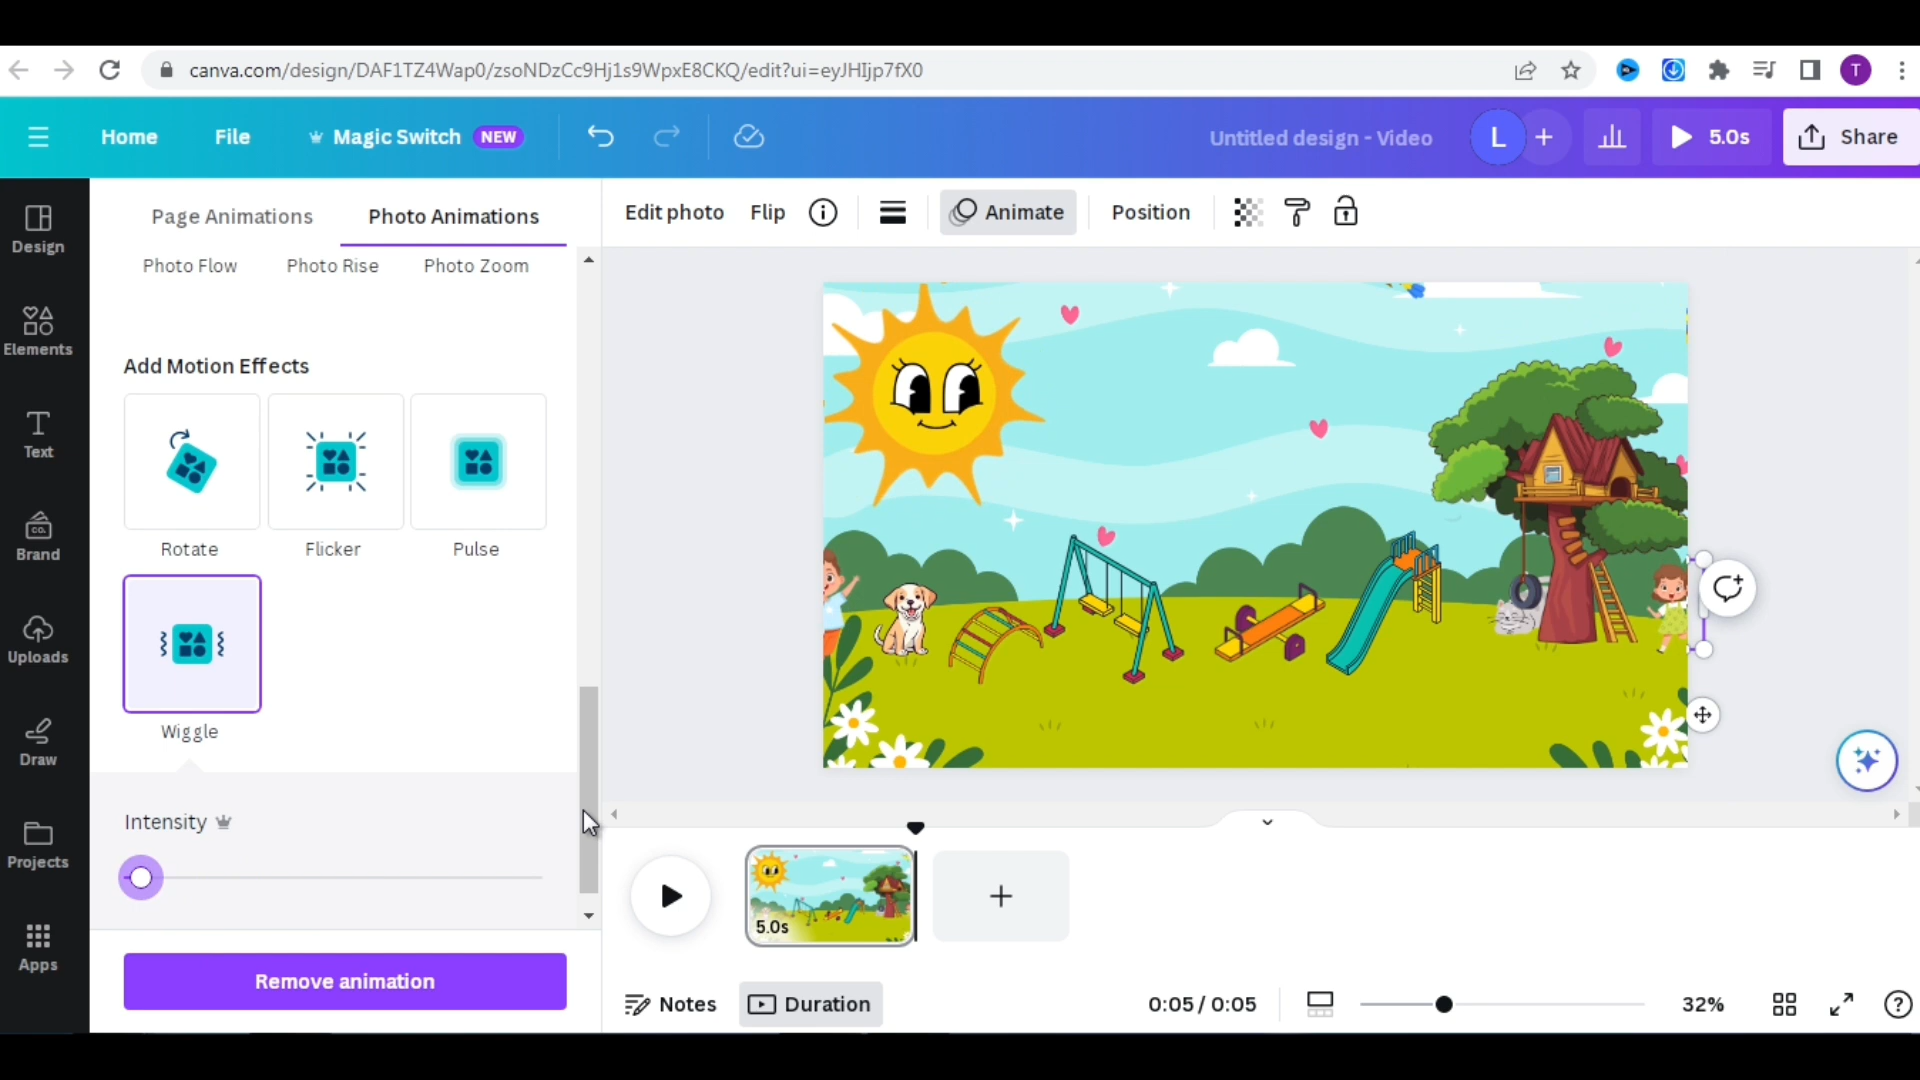 canva.com/design/DAF1TZ4Wap0/zsoNDzCc9Hj1s9WpxE8CKQ/edit?ui=eyJHIjp7fX0
T
Home File Magic Switch NEW Untitled design - Video L + 5.0s Share
Page Animations Photo Animations
Edit photo Flip Animate Position
Photo Flow Photo Rise Photo Zoom
Design
Elements
Text
CO.
Brand
Uploads
Draw
Projects
Apps
Add Motion Effects
Rotate Flicker Pulse
Wiggle
Intensity
Remove animation
5.0s
Notes Duration 0:05 / 0:05 32%